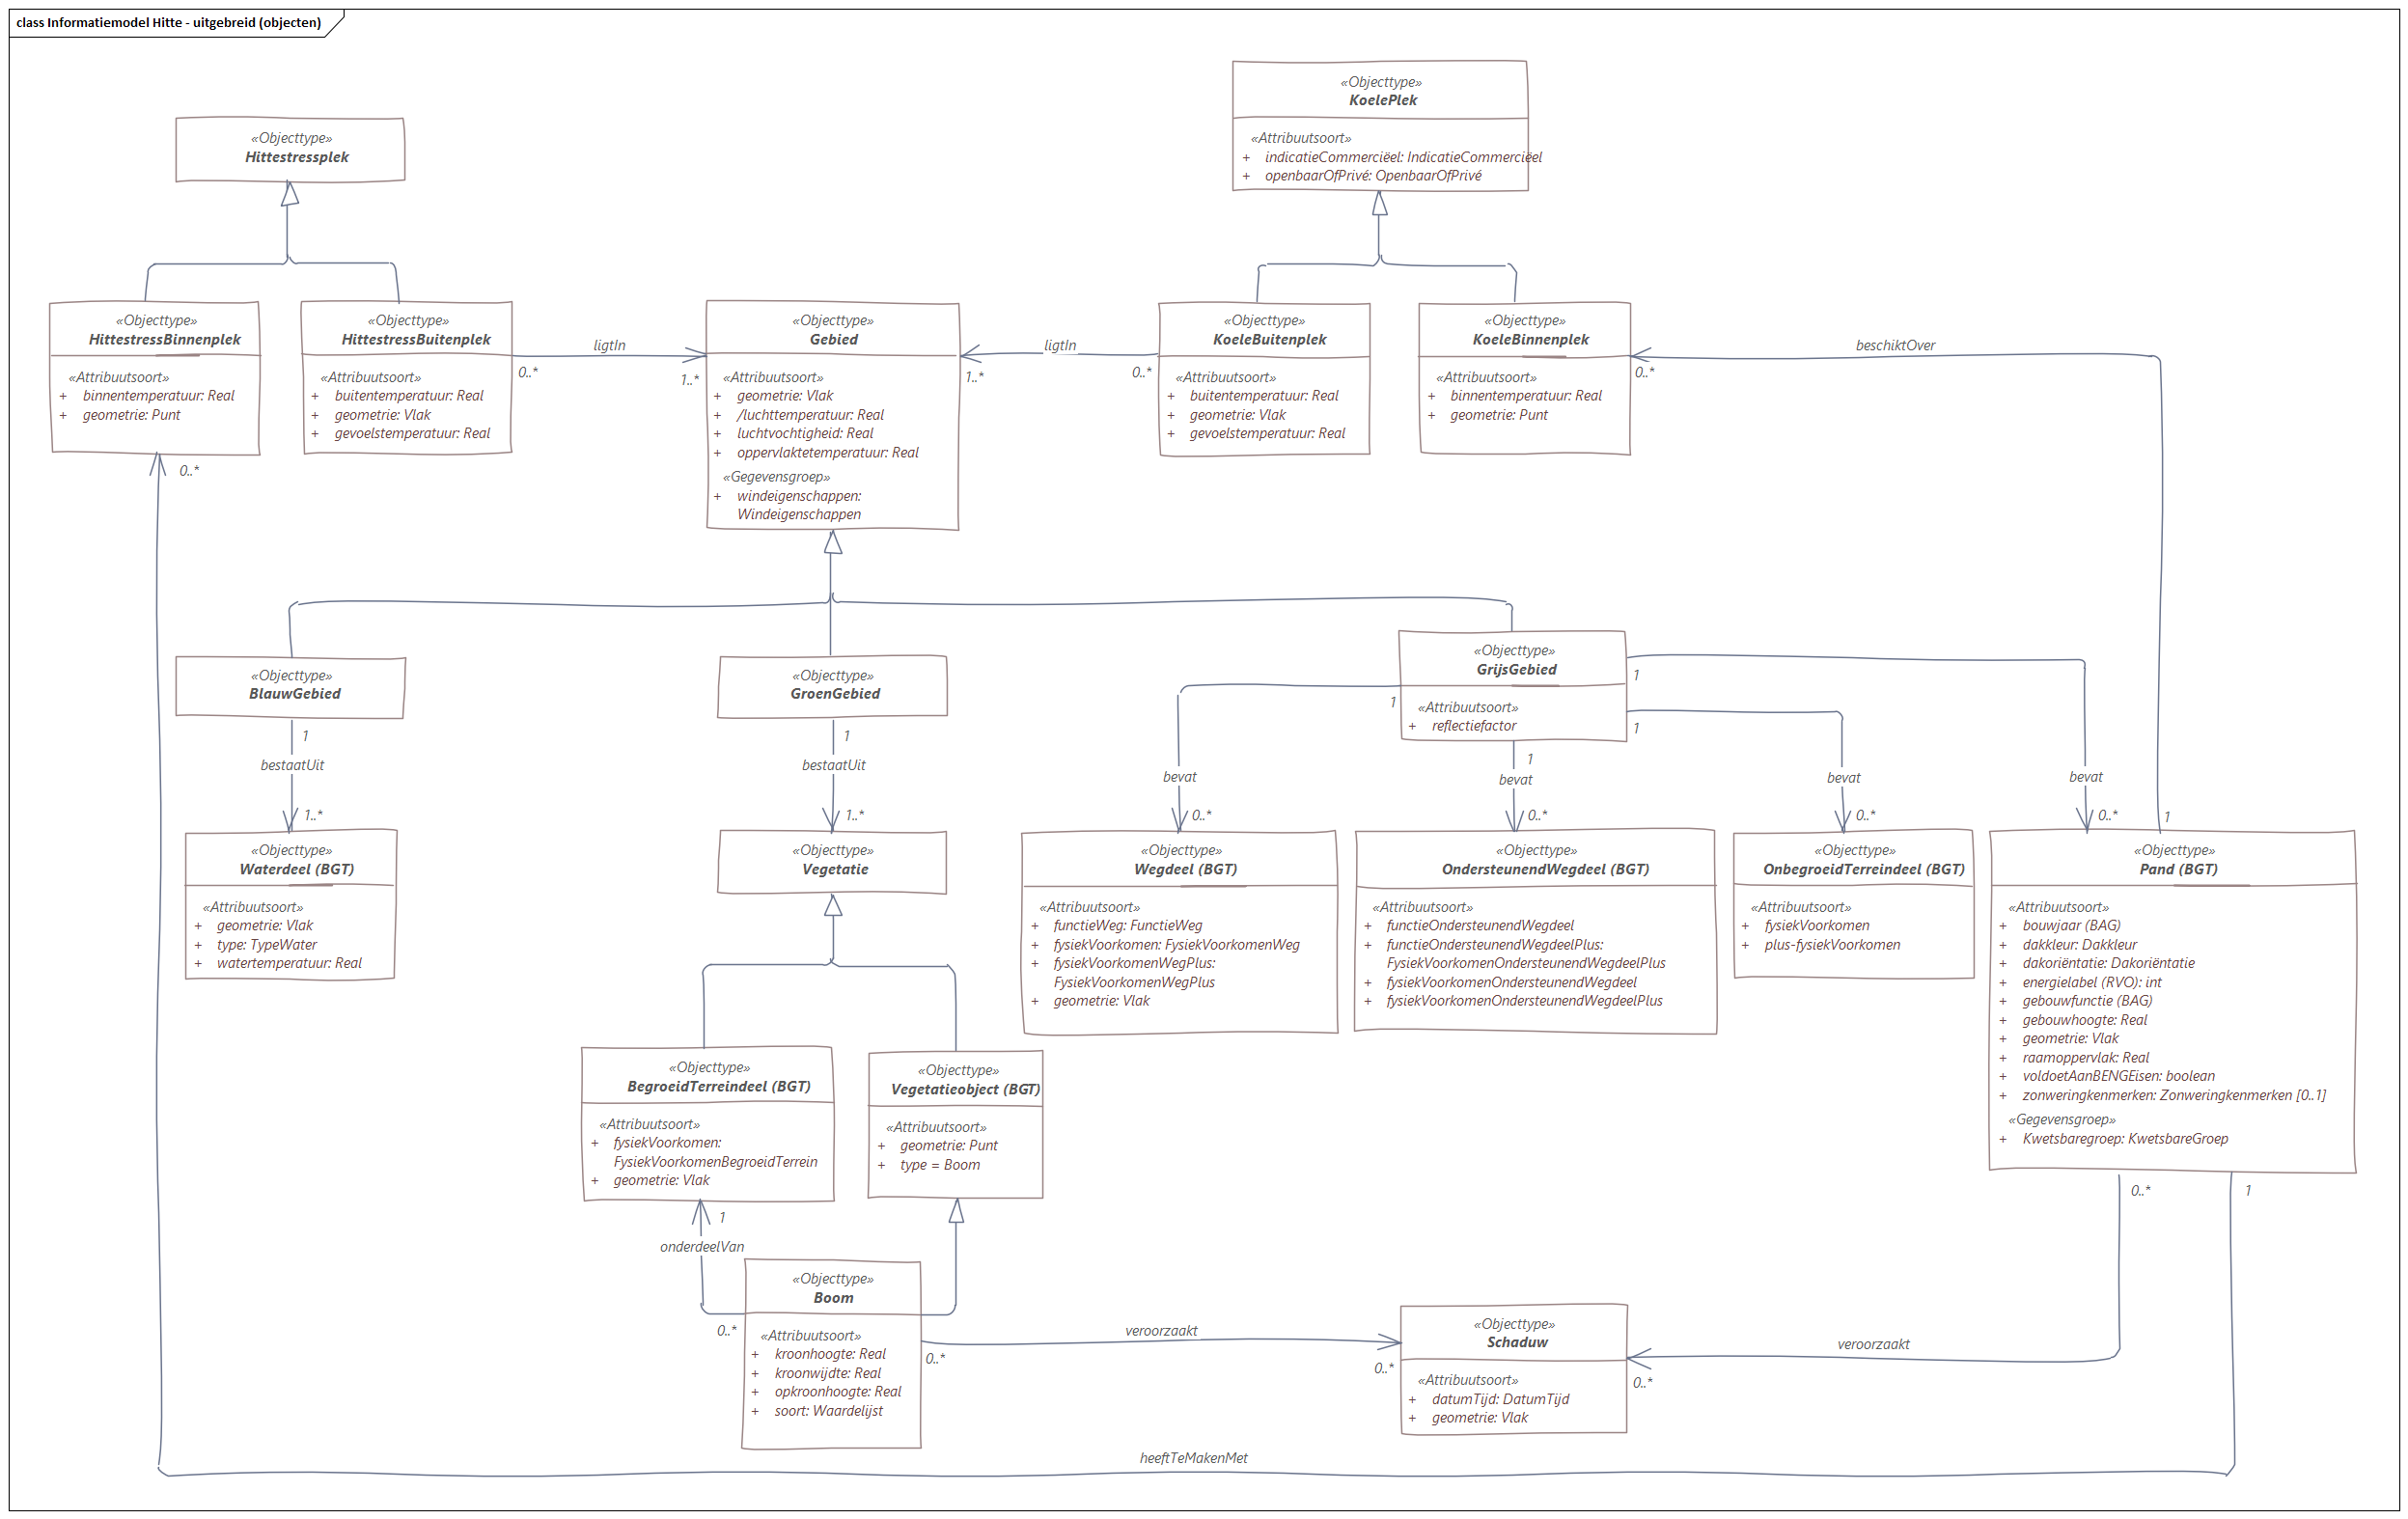 class Informatiemodel Hitte - uitgebreid (objecten)
«Objecttype»
KoelePlek
«Attribuutsoort»
+ indicatieCommerciëel: IndicatieCommerciëel
+ openbaarOfPrivé: OpenbaarOfPrivé
«Objecttype»
Hittestressplek
«Objecttype»
HittestressBinnenplek
«Attribuutsoort»
+ binnentemperatuur: Real
+ geometrie: Punt
0..*
«Objecttype»
HittestressBuitenplek
«Attribuutsoort»
+ buitentemperatuur: Real
+ geometrie: Vlak
+ gevoelstemperatuur: Real
ligtIn
0..*
1..*
«Objecttype»
Gebied
«Attribuutsoort»
+ geometrie: Vlak
+ /luchttemperatuur: Real
+ luchtvochtigheid: Real
+ oppervlaktetemperatuur: Real
«Gegevensgroep»
+ windeigenschappen:
Windeigenschappen
ligtIn
1..*
0..*
«Objecttype»
KoeleBuitenplek
«Attribuutsoort»
+ buitentemperatuur: Real
+ geometrie: Vlak
+ gevoelstemperatuur: Real
«Objecttype»
KoeleBinnenplek
«Attribuutsoort»
+ binnentemperatuur: Real
+ geometrie: Punt
beschiktOver
0..*
1
«Objecttype»
BlauwGebied
1
bestaatUit
1..*
«Objecttype»
GroenGebied
1
bestaatUit
1..*
«Objecttype»
GrijsGebied
«Attribuutsoort»
+ reflectiefactor
1
bevat
0..*
1
bevat
0..*
1
bevat
0..*
1
bevat
0..*
«Objecttype»
Waterdeel (BGT)
«Attribuutsoort»
+ geometrie: Vlak
+ type: TypeWater
+ watertemperatuur: Real
«Objecttype»
Vegetatie
«Objecttype»
Wegdeel (BGT)
«Attribuutsoort»
+ functieWeg: FunctieWeg
+ fysiekVoorkomen: FysiekVoorkomenWeg
+ fysiekVoorkomenWegPlus:
FysiekVoorkomenWegPlus
+ geometrie: Vlak
«Objecttype»
OndersteunendWegdeel (BGT)
«Attribuutsoort»
+ functieOndersteunendWegdeel
+ functieOndersteunendWegdeelPlus:
FysiekVoorkomenOndersteunendWegdeelPlus
+ fysiekVoorkomenOndersteunendWegdeel
+ fysiekVoorkomenOndersteunendWegdeelPlus
«Objecttype»
OnbegroeidTerreindeel (BGT)
«Attribuutsoort»
+ fysiekVoorkomen
+ plus-fysiekVoorkomen
«Objecttype»
Pand (BGT)
«Attribuutsoort»
+ bouwjaar (BAG)
+ dakkleur: Dakkleur
+ dakoriëntatie: Dakoriëntatie
+ energielabel (RVO): int
+ gebouwfunctie (BAG)
+ gebouwhoogte: Real
+ geometrie: Vlak
+ raamoppervlak: Real
+ voldoetAanBENGEisen: boolean
+ zonweringkenmerken: Zonweringkenmerken [0..1]
«Gegevensgroep»
+ Kwetsbaregroep: KwetsbareGroep
0..*
1
«Objecttype»
BegroeidTerreindeel (BGT)
«Attribuutsoort»
+ fysiekVoorkomen:
FysiekVoorkomenBegroeidTerrein
+ geometrie: Vlak
«Objecttype»
Vegetatieobject (BGT)
«Attribuutsoort»
+ geometrie: Punt
+ type = Boom
1
onderdeelVan
0..*
«Objecttype»
Boom
«Attribuutsoort»
+ kroonhoogte: Real
+ kroonwijdte: Real
+ opkroonhoogte: Real
+ soort: Waardelijst
veroorzaakt
0..*
0..*
«Objecttype»
Schaduw
«Attribuutsoort»
+ datumTijd: DatumTijd
+ geometrie: Vlak
veroorzaakt
0..*
heeftTeMakenMet